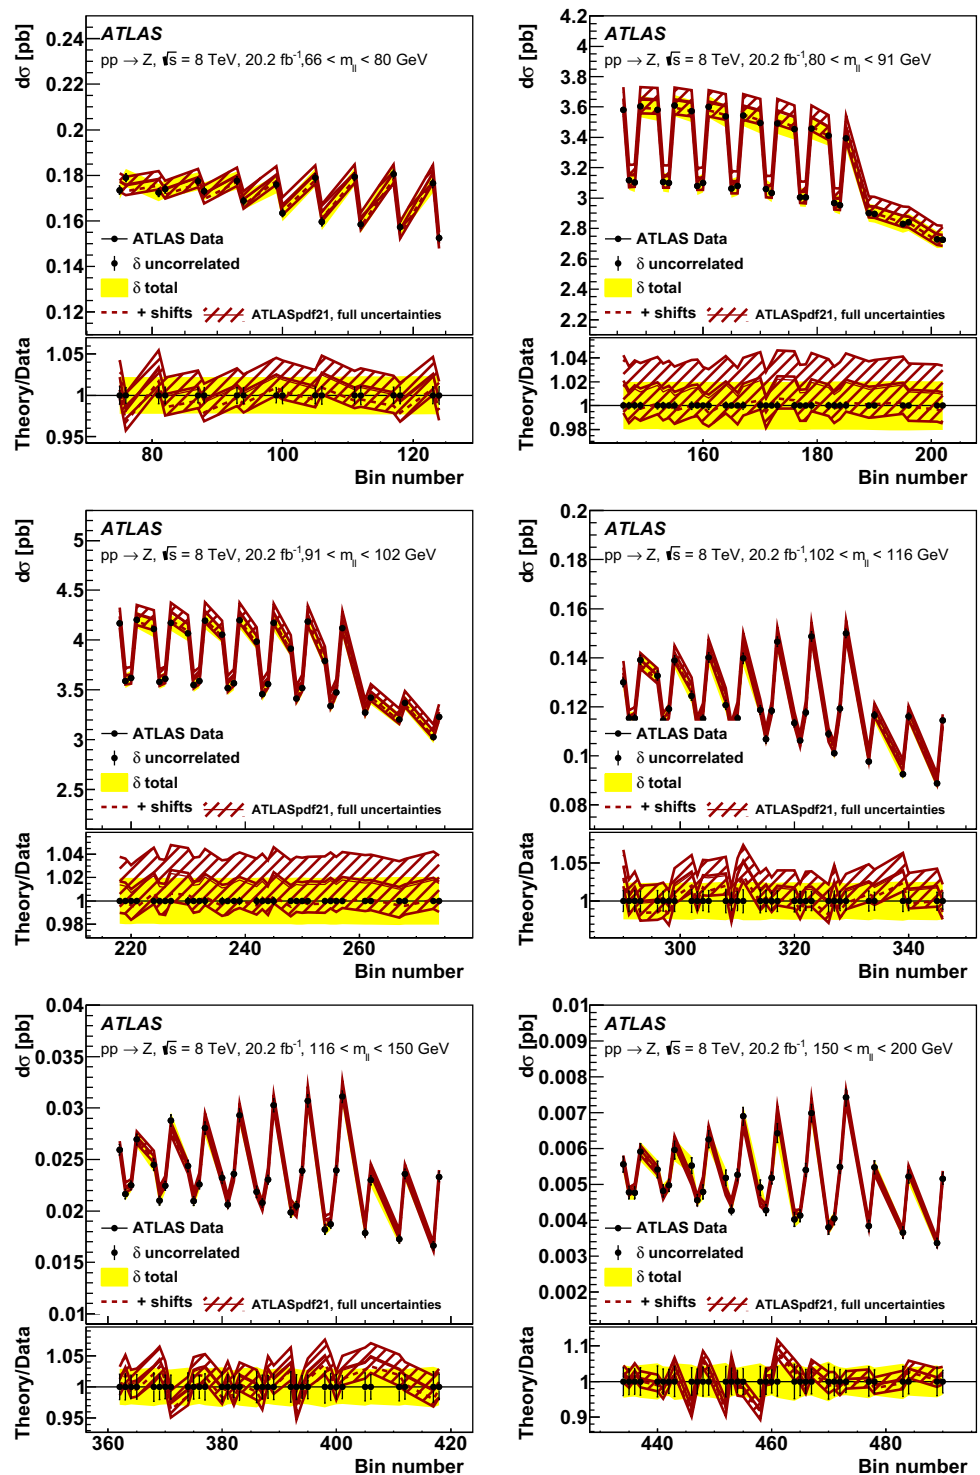 dσ [pb]
0.24
0.22
0.2
0.18
0.16
0.14
0.12
ATLAS
pp → Z, √s = 8 TeV, 20.2 fb⁻¹,66 < m_ll < 80 GeV
ATLAS Data
δ uncorrelated
δ total
+ shifts
ATLASpdf21, full uncertainties
Theory/Data
1.05
1
0.95
80
100
120
Bin number
dσ [pb]
4.2
4
3.8
3.6
3.4
3.2
3
2.8
2.6
2.4
2.2
ATLAS
pp → Z, √s = 8 TeV, 20.2 fb⁻¹,80 < m_ll < 91 GeV
ATLAS Data
δ uncorrelated
δ total
+ shifts
ATLASpdf21, full uncertainties
Theory/Data
1.04
1.02
1
0.98
160
180
200
Bin number
dσ [pb]
5
4.5
4
3.5
3
2.5
ATLAS
pp → Z, √s = 8 TeV, 20.2 fb⁻¹,91 < m_ll < 102 GeV
ATLAS Data
δ uncorrelated
δ total
+ shifts
ATLASpdf21, full uncertainties
Theory/Data
1.04
1.02
1
0.98
220
240
260
Bin number
dσ [pb]
0.2
0.18
0.16
0.14
0.12
0.1
0.08
ATLAS
pp → Z, √s = 8 TeV, 20.2 fb⁻¹,102 < m_ll < 116 GeV
ATLAS Data
δ uncorrelated
δ total
+ shifts
ATLASpdf21, full uncertainties
Theory/Data
1.05
1
300
320
340
Bin number
dσ [pb]
0.04
0.03
0.02
0.01
ATLAS
pp → Z, √s = 8 TeV, 20.2 fb⁻¹, 116 < m_ll < 150 GeV
ATLAS Data
δ uncorrelated
δ total
+ shifts
ATLASpdf21, full uncertainties
Theory/Data
1.05
1
0.95
360
380
400
420
Bin number
dσ [pb]
0.01
0.009
0.008
0.007
0.006
0.005
0.004
0.003
0.002
ATLAS
pp → Z, √s = 8 TeV, 20.2 fb⁻¹, 150 < m_ll < 200 GeV
ATLAS Data
δ uncorrelated
δ total
+ shifts
ATLASpdf21, full uncertainties
Theory/Data
1.1
1
0.9
440
460
480
Bin number